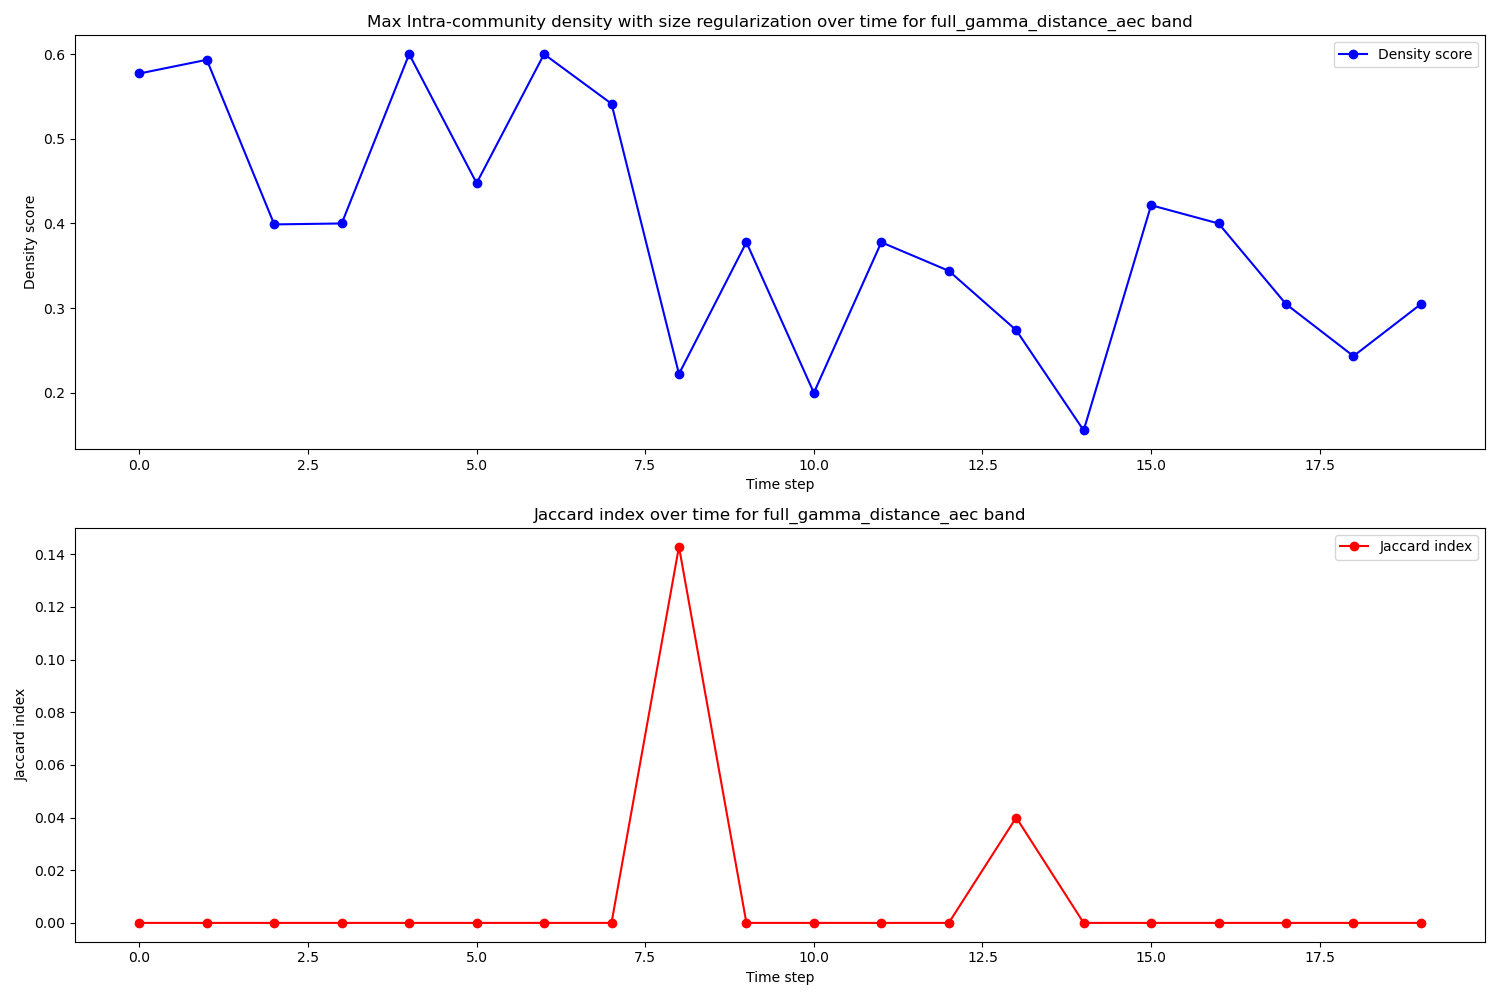 Max Intra-community density with size regularization over time for full_gamma_distance_aec band
Density score
0.6
0.5
0.4
0.3
0.2
Density score
0.0 2.5 5.0 7.5 10.0 12.5 15.0 17.5
Time step
Jaccard index over time for full_gamma_distance_aec band
Jaccard index
0.14
0.12
0.10
0.08
0.06
0.04
0.02
0.00
Jaccard index
0.0 2.5 5.0 7.5 10.0 12.5 15.0 17.5
Time step